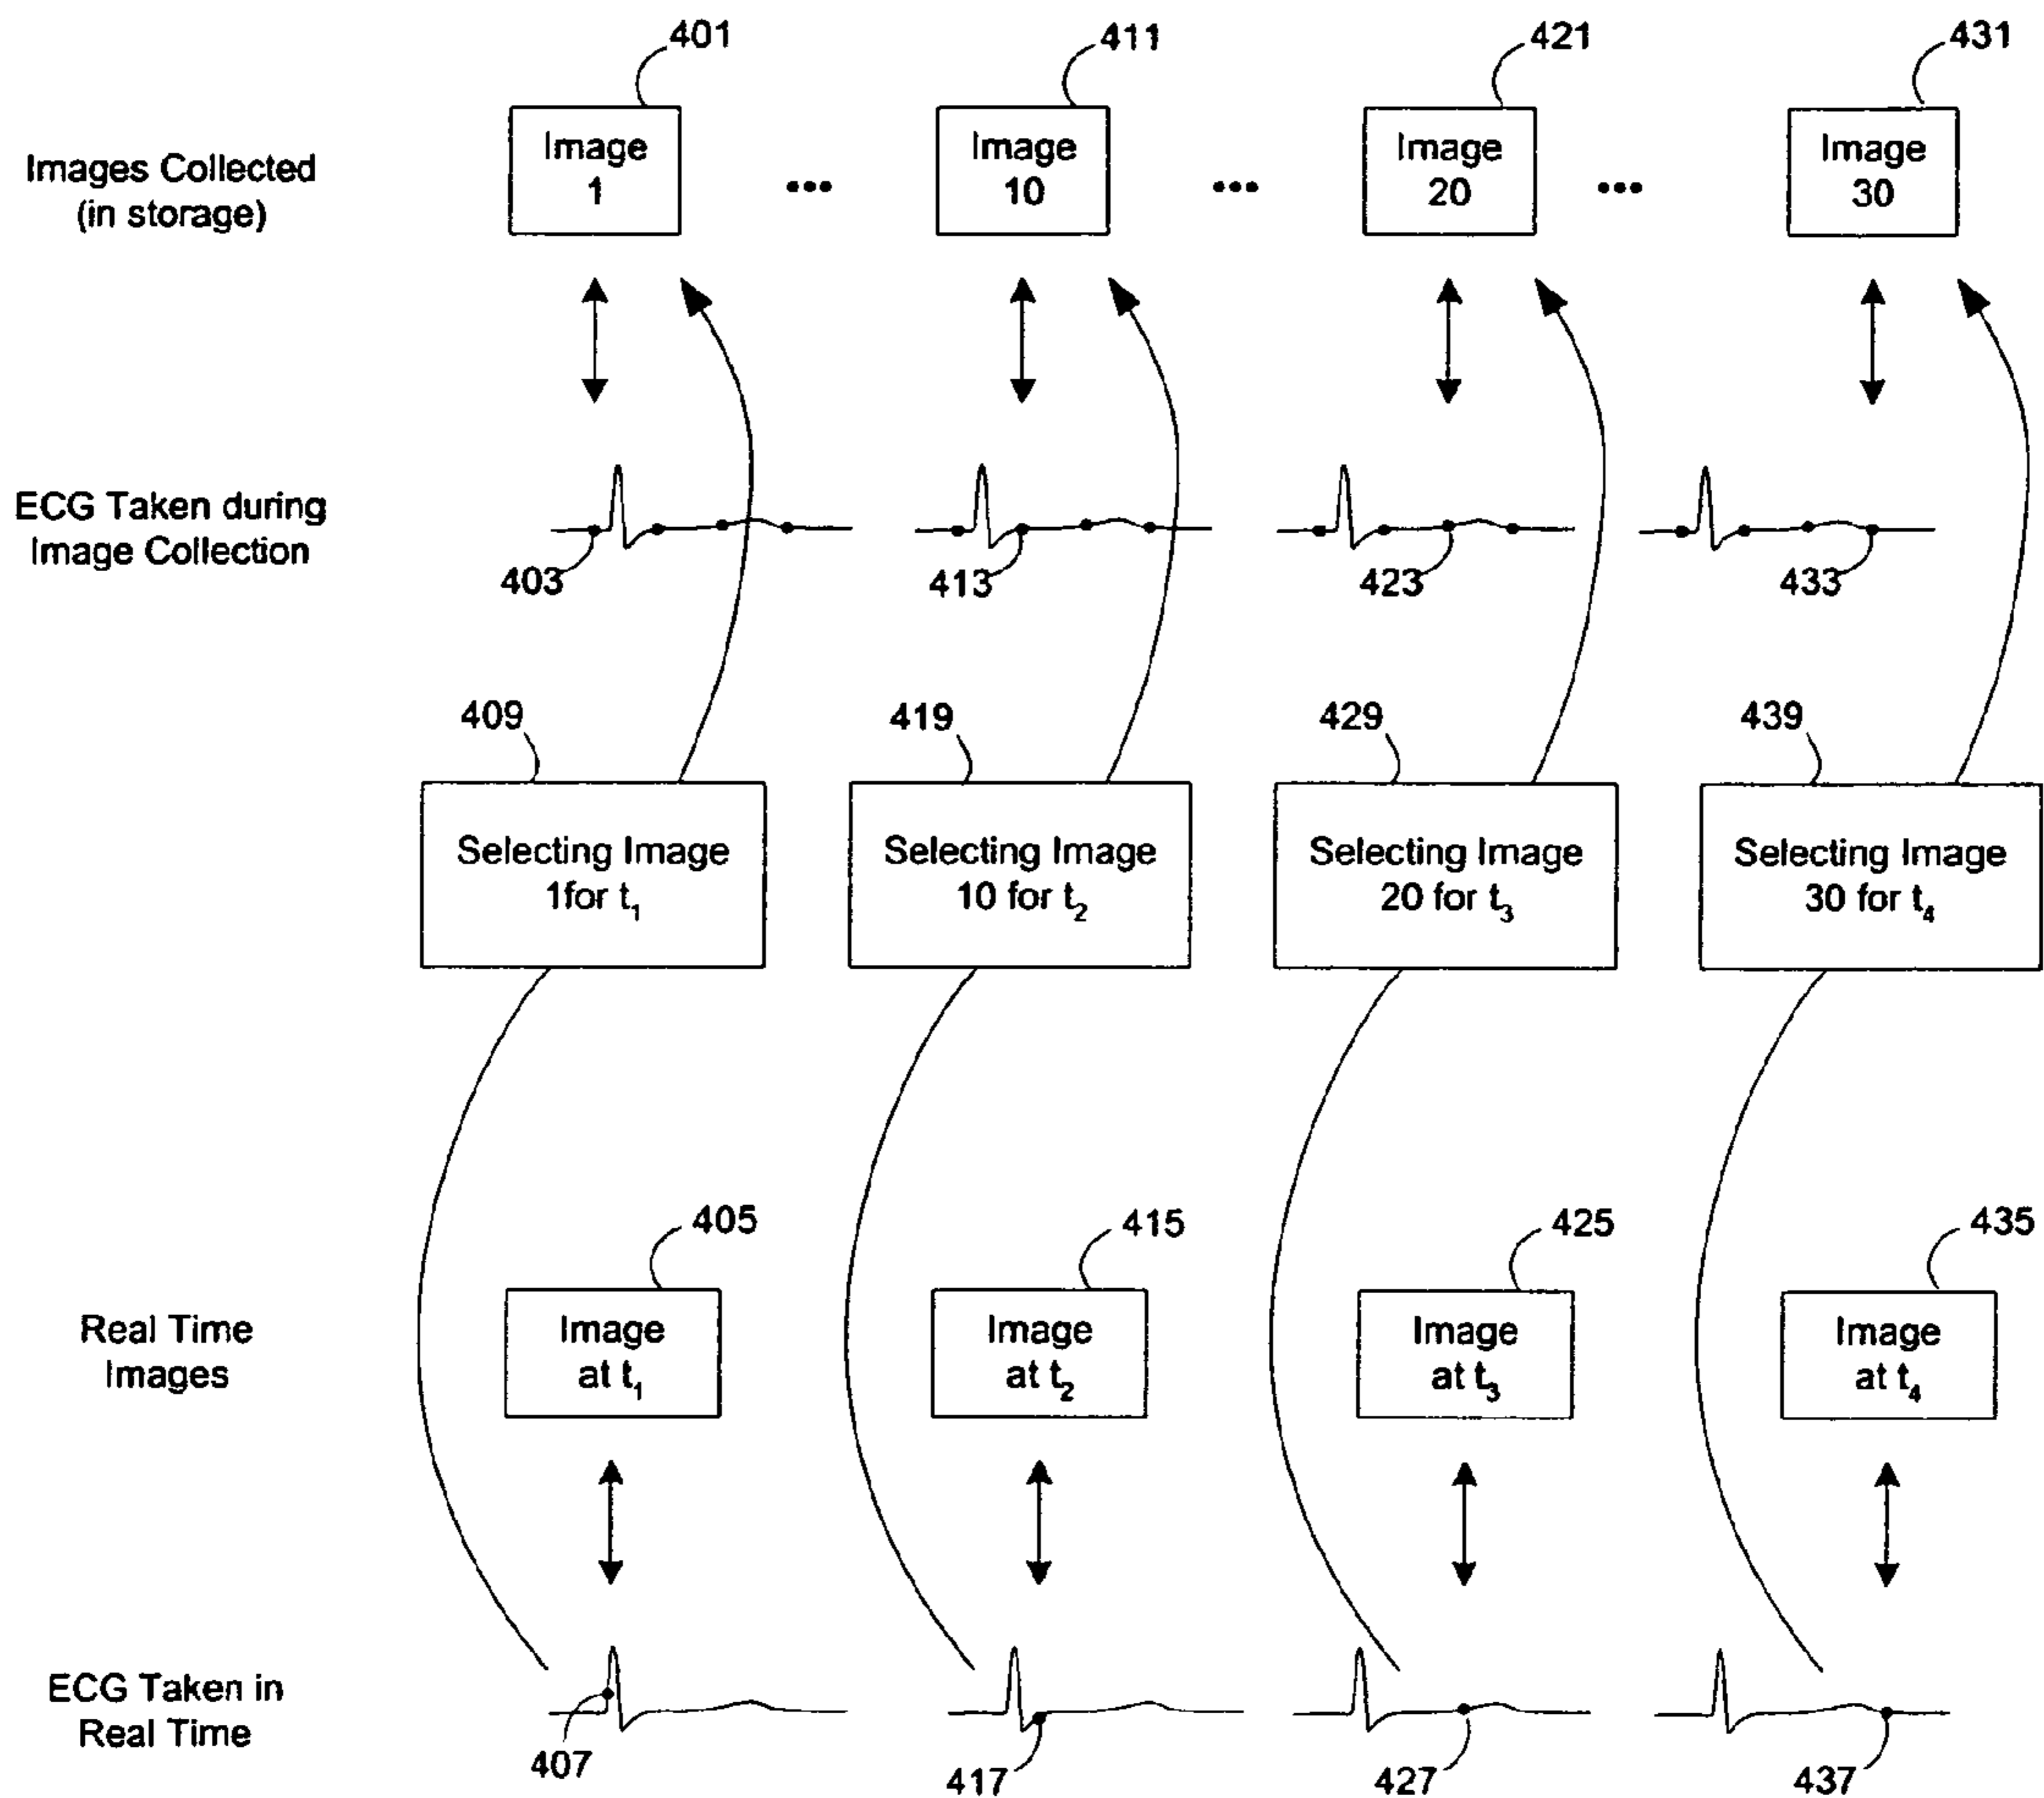 401
411
421
431
Images Collected
(in storage)
Image
1
...
Image
10
...
Image
20
...
Image
30
ECG Taken during
Image Collection
403
413
423
433
409
419
429
439
Selecting Image
1for t₁
Selecting Image
10 for t₂
Selecting Image
20 for t₃
Selecting Image
30 for t₄
405
415
425
435
Real Time
Images
Image
at t₁
Image
at t₂
Image
at t₃
Image
at t₄
ECG Taken in
Real Time
407
417
427
437